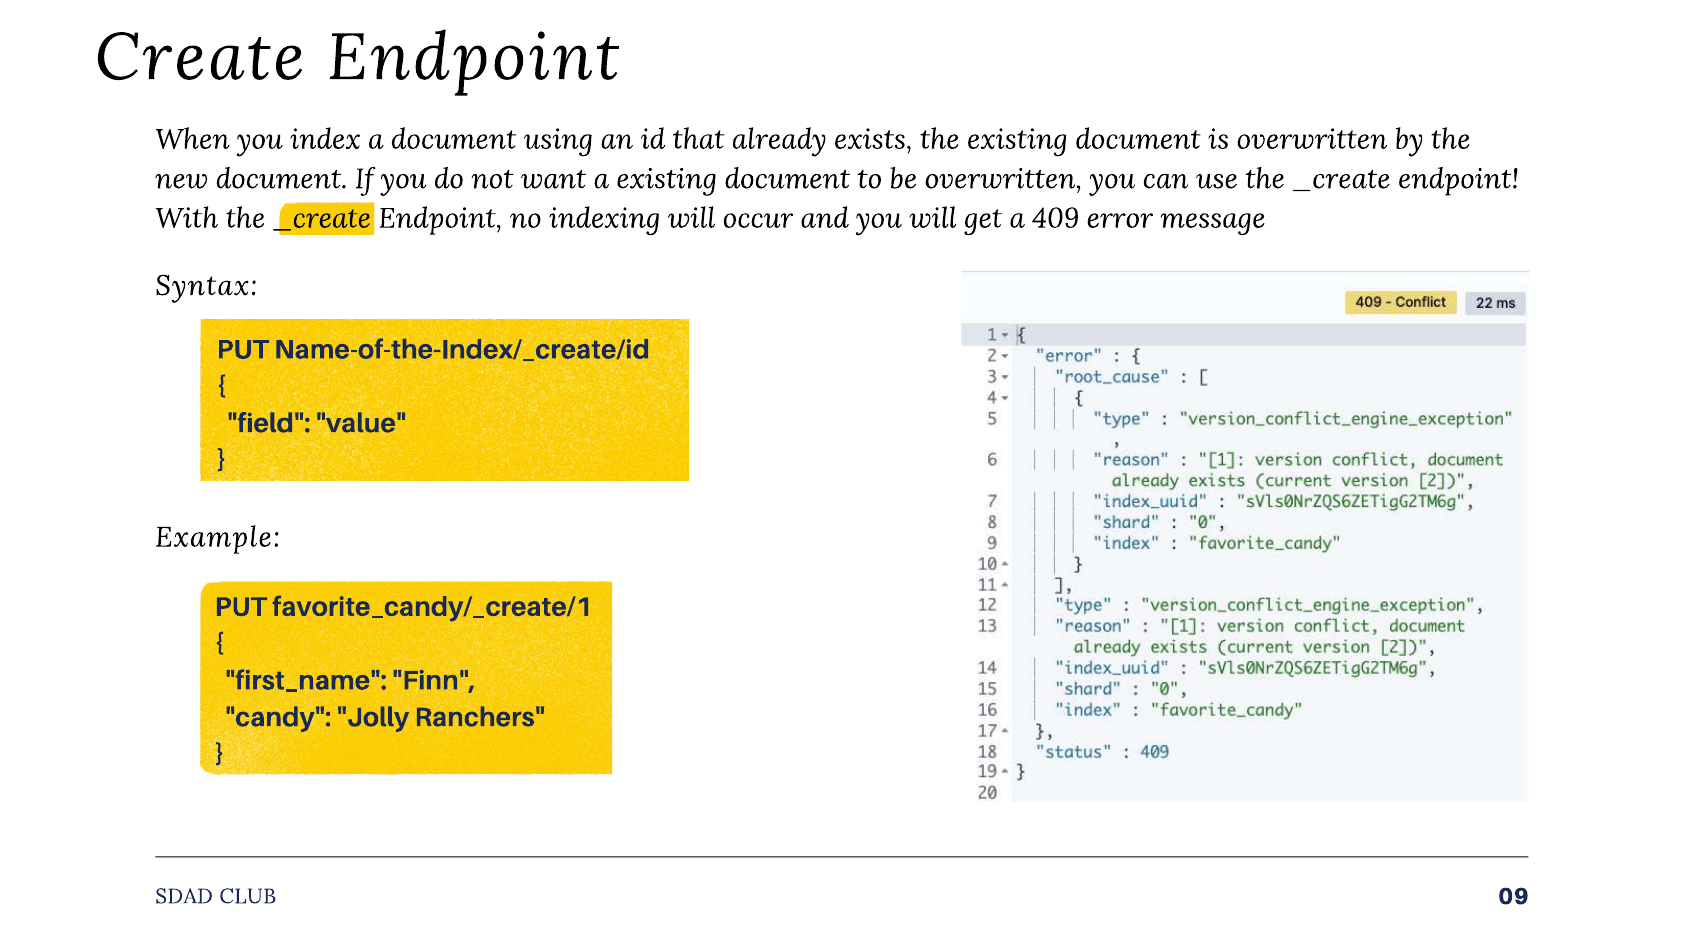 Create Endpoint
When you index a document using an id that already exists, the existing document is overwritten by the
new document. If you do not want a existing document to be overwritten, you can use the _create endpoint!
With the _create Endpoint, no indexing will occur and you will get a 409 error message
Syntax:
PUT Name-of-the-Index/_create/id
{
"field": "value"
}
Example:
PUT favorite_candy/_create/1
{
"first_name": "Finn",
"candy": "Jolly Ranchers"
}
409 - Conflict 22 ms
1 {
2 "error" : {
3 "root_cause" : [
4 {
5 "type" : "version_conflict_engine_exception"
,
6 "reason" : "[1]: version conflict, document
already exists (current version [2])",
7 "index_uuid" : "sVls0NrZQS6ZETigG2TM6g",
8 "shard" : "0",
9 "index" : "favorite_candy"
10 }
11 ],
12 "type" : "version_conflict_engine_exception",
13 "reason" : "[1]: version conflict, document
already exists (current version [2])",
14 "index_uuid" : "sVls0NrZQS6ZETigG2TM6g",
15 "shard" : "0",
16 "index" : "favorite_candy"
17 },
18 "status" : 409
19 }
20
SDAD CLUB
09